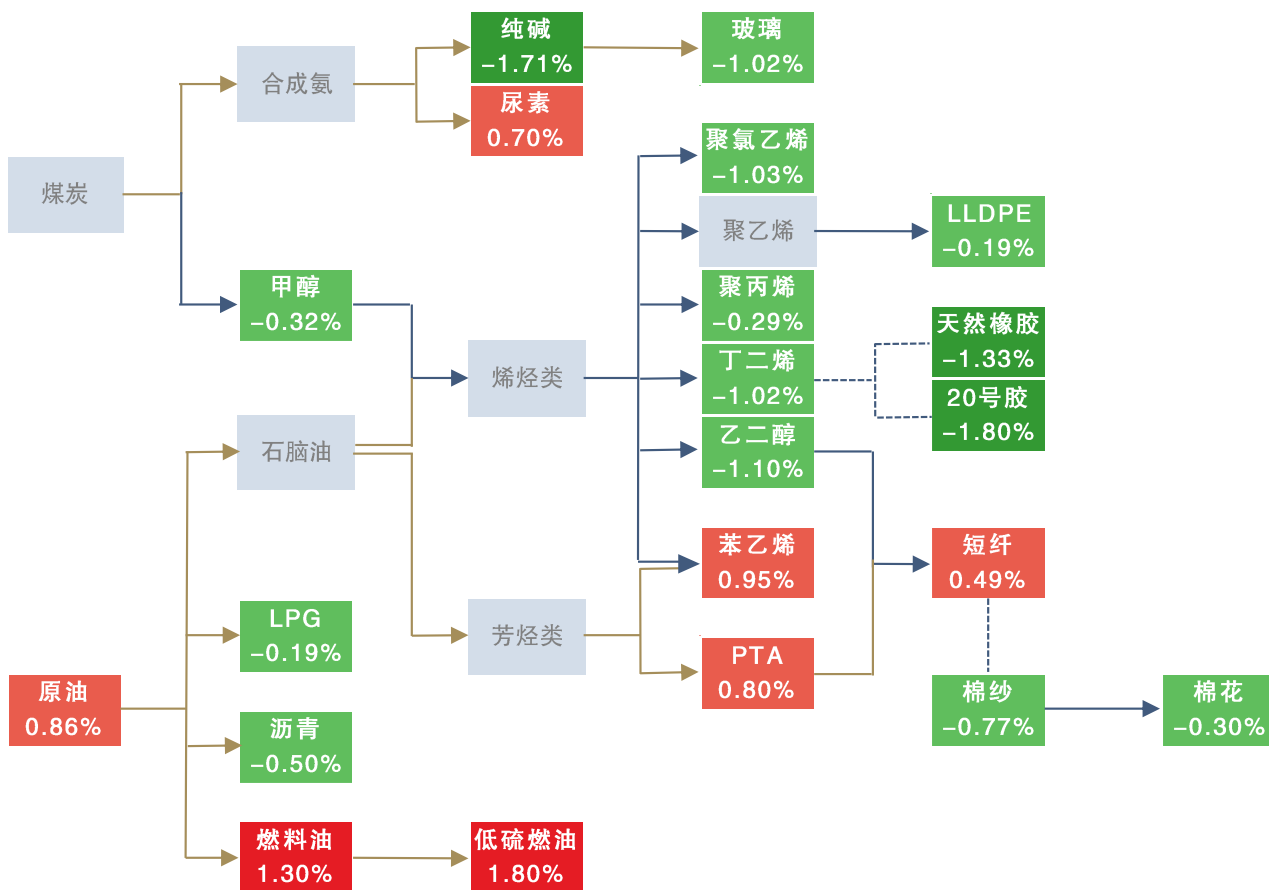 纯碱
-1.71%
玻璃
-1.02%
合成氨
尿素
0.70%
聚氯乙烯
-1.03%
煤炭
聚乙烯
LLDPE
-0.19%
甲醇
-0.32%
聚丙烯
-0.29%
天然橡胶
-1.33%
烯烃类
丁二烯
-1.02%
20号胶
-1.80%
石脑油
乙二醇
-1.10%
苯乙烯
0.95%
短纤
0.49%
LPG
-0.19%
芳烃类
PTA
0.80%
原油
0.86%
棉纱
-0.77%
棉花
-0.30%
沥青
-0.50%
燃料油
1.30%
低硫燃油
1.80%